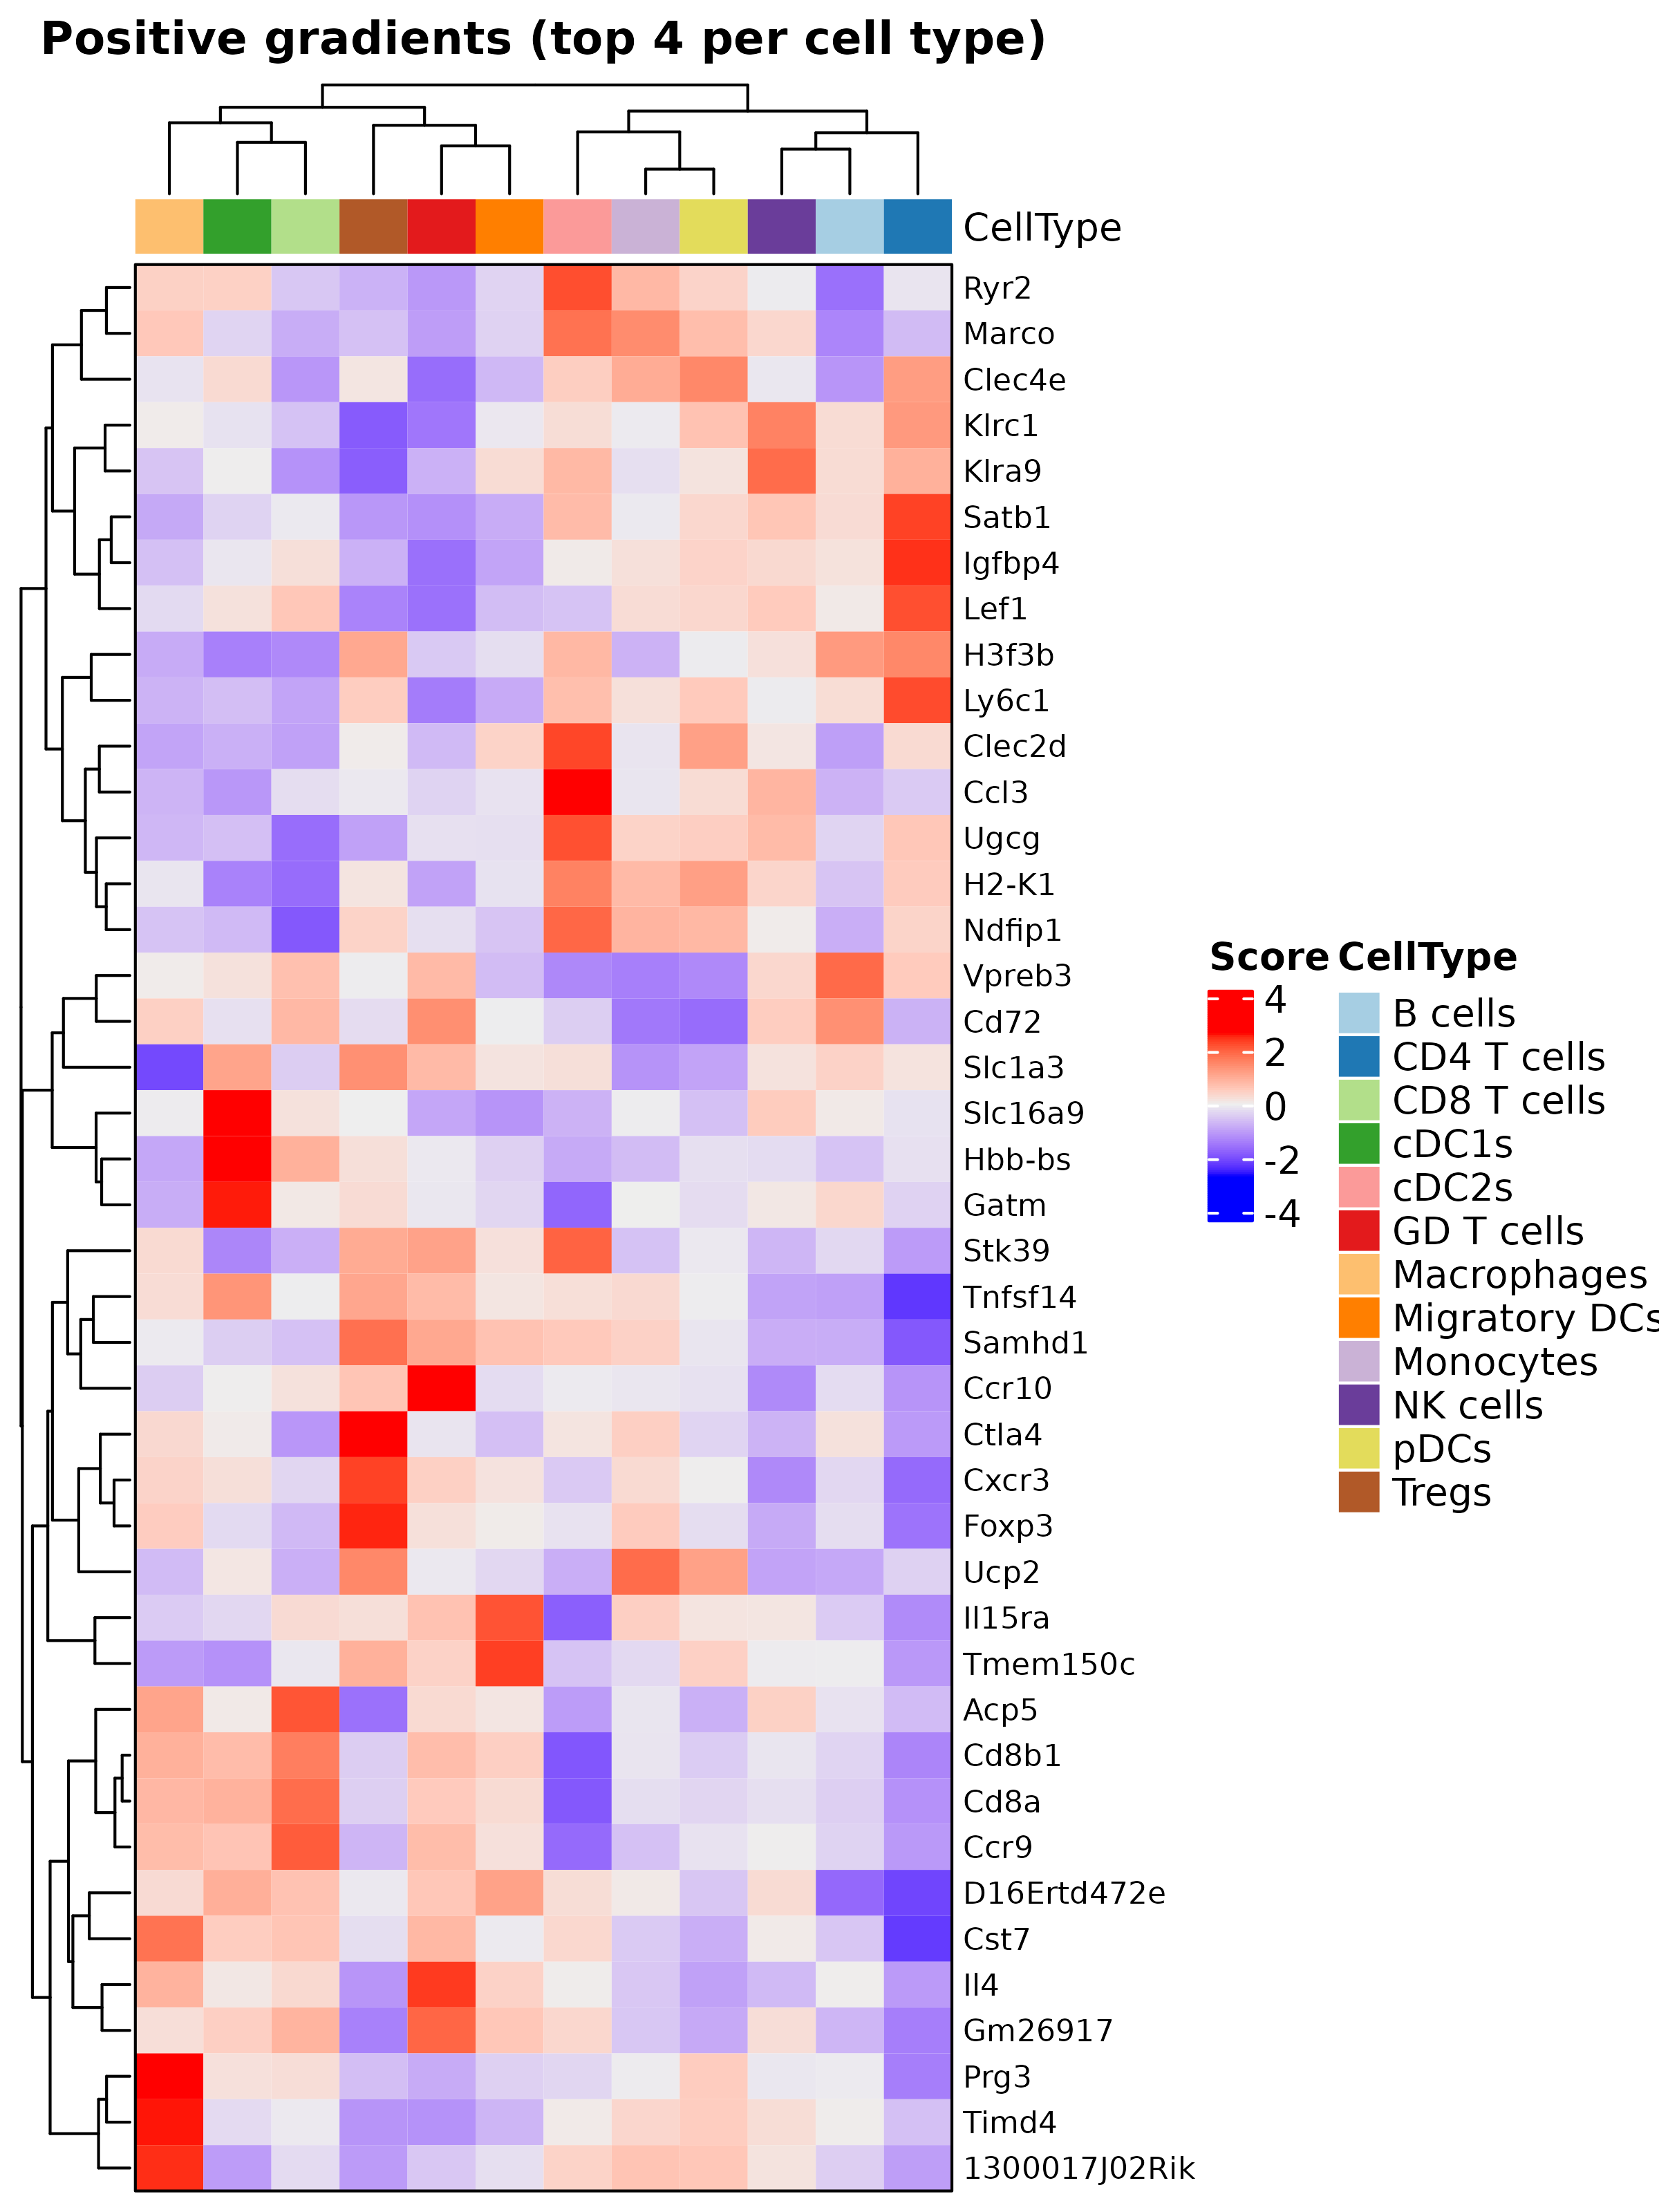 Positive gradients (top 4 per cell type)
CellType
Ryr2
Marco
Clec4e
Klrc1
Klra9
Satb1
Igfbp4
Lef1
H3f3b
Ly6c1
Clec2d
Ccl3
Ugcg
H2-K1
Ndfip1
Vpreb3
Cd72
Slc1a3
Slc16a9
Hbb-bs
Gatm
Stk39
Tnfsf14
Samhd1
Ccr10
Ctla4
Cxcr3
Foxp3
Ucp2
Il15ra
Tmem150c
Acp5
Cd8b1
Cd8a
Ccr9
D16Ertd472e
Cst7
Il4
Gm26917
Prg3
Timd4
1300017J02Rik
Score
4
2
0
-2
-4
CellType
B cells
CD4 T cells
CD8 T cells
cDC1s
cDC2s
GD T cells
Macrophages
Migratory DCs
Monocytes
NK cells
pDCs
Tregs